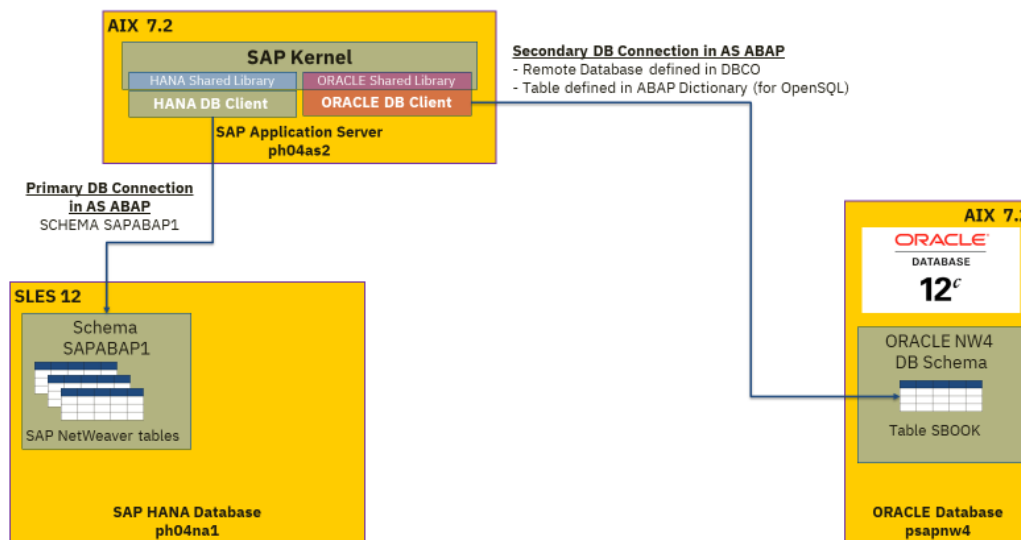 AIX 7.2
SAP Kernel
HANA Shared Library
ORACLE Shared Library
HANA DB Client
ORACLE DB Client
SAP Application Server
ph04as2
Secondary DB Connection in AS ABAP
- Remote Database defined in DBCO
- Table defined in ABAP Dictionary (for OpenSQL)
Primary DB Connection
in AS ABAP
SCHEMA SAPABAP1
SLES 12
Schema
SAPABAP1
SAP NetWeaver tables
SAP HANA Database
ph04na1
AIX 7.
ORACLE
DATABASE
12c
ORACLE NW4
DB Schema
Table SBOOK
ORACLE Database
psapnw4